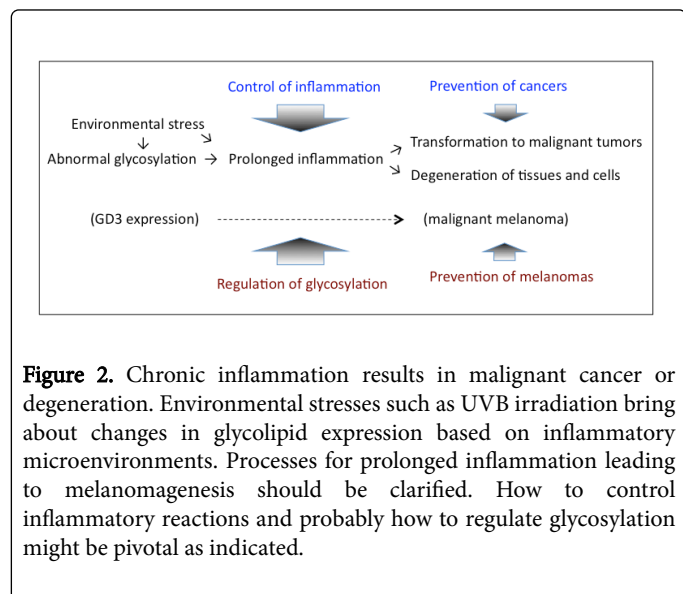 Control of inflammation Prevention of cancers
Environmental stress
Transformation to malignant tumors
Abnormal glycosylation → Prolonged inflammation
Degeneration of tissues and cells
(GD3 expression) (malignant melanoma)
Regulation of glycosylation Prevention of melanomas
Figure 2. Chronic inflammation results in malignant cancer or
degeneration. Environmental stresses such as UVB irradiation bring
about changes in glycolipid expression based on inflammatory
microenvironments. Processes for prolonged inflammation leading
to melanomagenesis should be clarified. How to control
inflammatory reactions and probably how to regulate glycosylation
might be pivotal as indicated.